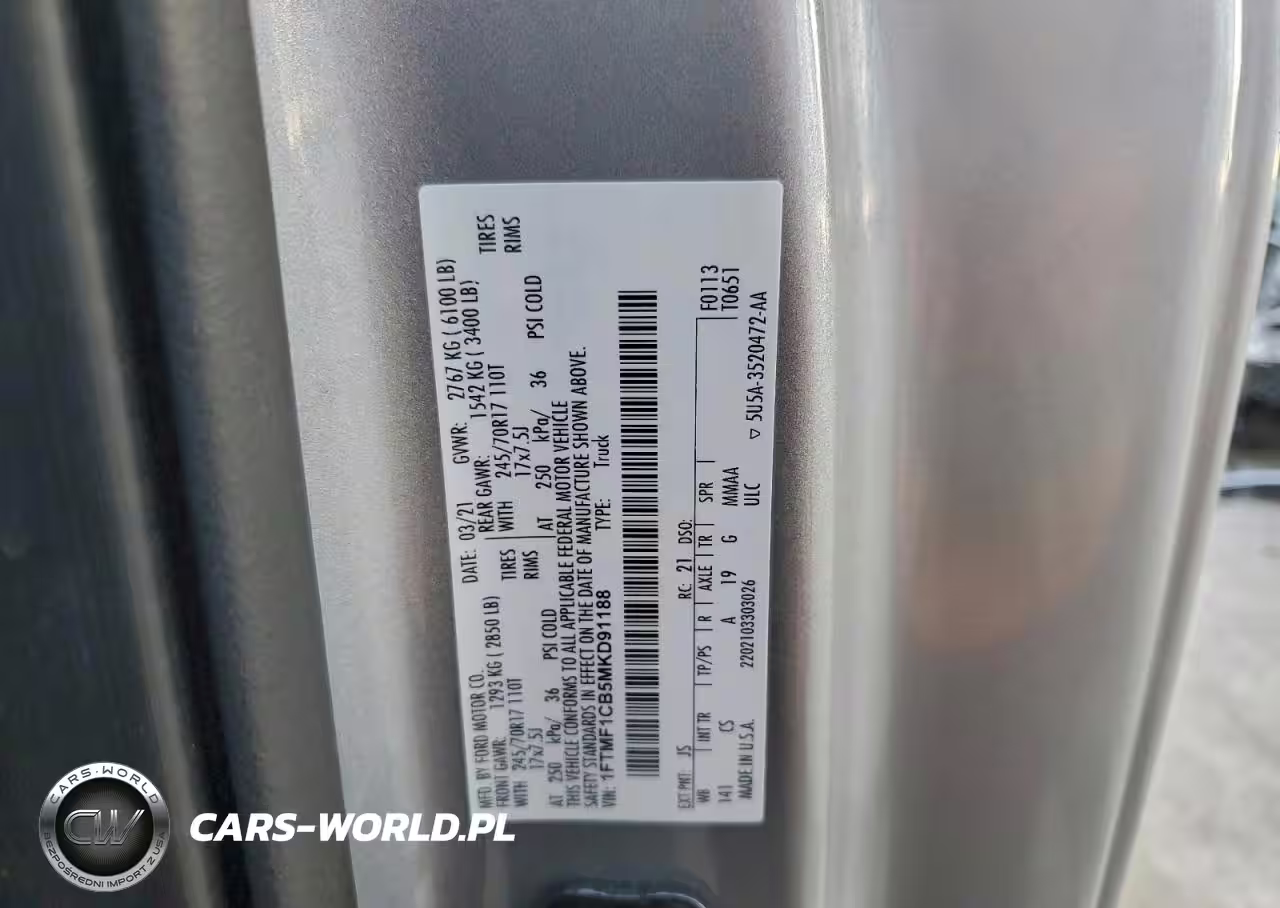 MFD. BY FORD MOTOR CO.
DATE: 03/21 GVWR: 2767 KG ( 6100 LB)
FRONT GAWR: 1293 KG ( 2850 LB) REAR GAWR: 1542 KG ( 3400 LB)
WITH 245/70R17 110T TIRES WITH 245/70R17 110T TIRES
17x7.5J RIMS 17x7.5J RIMS
AT 250 kPa/ 36 PSI COLD AT 250 kPa/ 36 PSI COLD
THIS VEHICLE CONFORMS TO ALL APPLICABLE FEDERAL MOTOR VEHICLE
SAFETY STANDARDS IN EFFECT ON THE DATE OF MANUFACTURE SHOWN ABOVE.
VIN: 1FTMF1CB5MKD91188 TYPE: Truck
EXT PNT: JS RC: 21 DSO: F0113
WB INT TR TP/PS R AXLE TR SPR T0651
141 CS A 19 G MMAA
MADE IN U.S.A. 2202103303026 ULC ▽ 5U5A-3520472-AA
CARS-WORLD
CW
BEZPOŚREDNI IMPORT Z USA
CARS-WORLD.PL